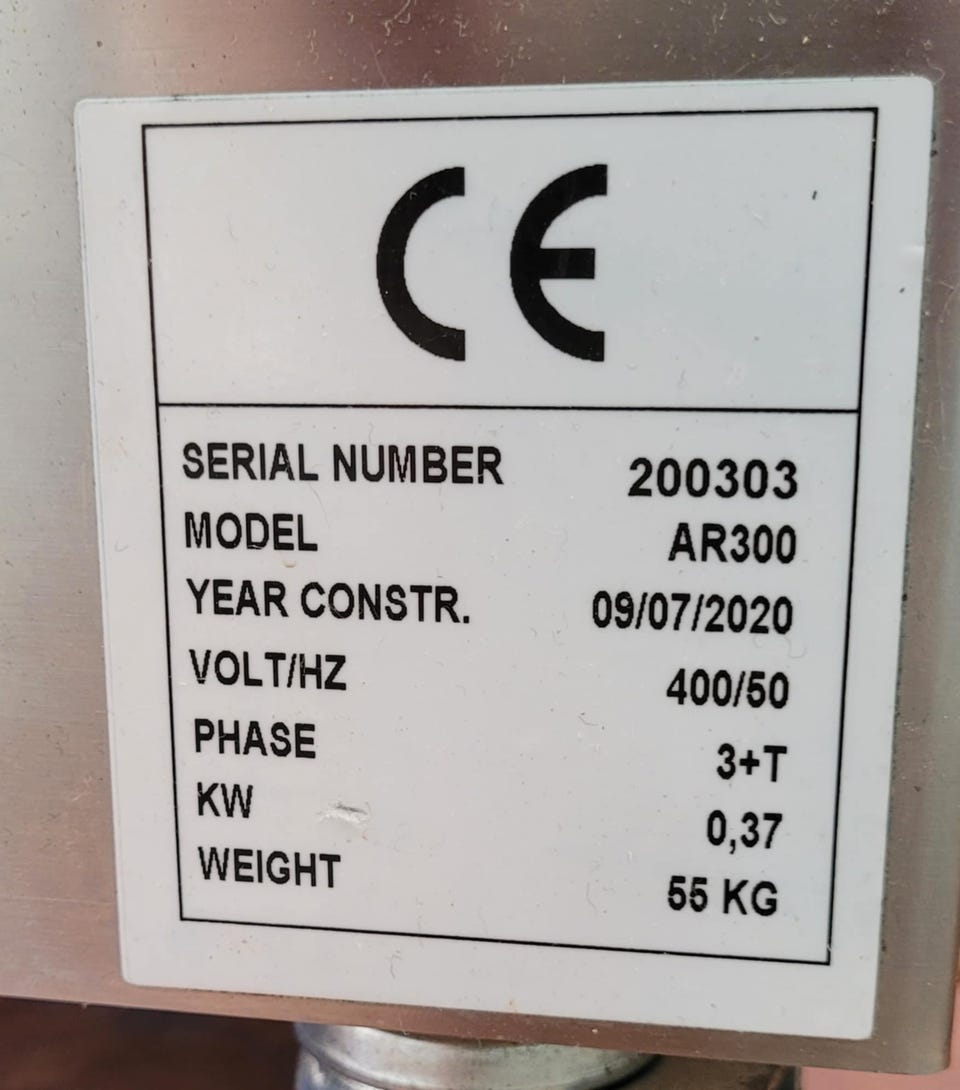 CE
SERIAL NUMBER 200303
MODEL AR300
YEAR CONSTR. 09/07/2020
VOLT/HZ 400/50
PHASE 3+T
KW 0,37
WEIGHT 55 KG